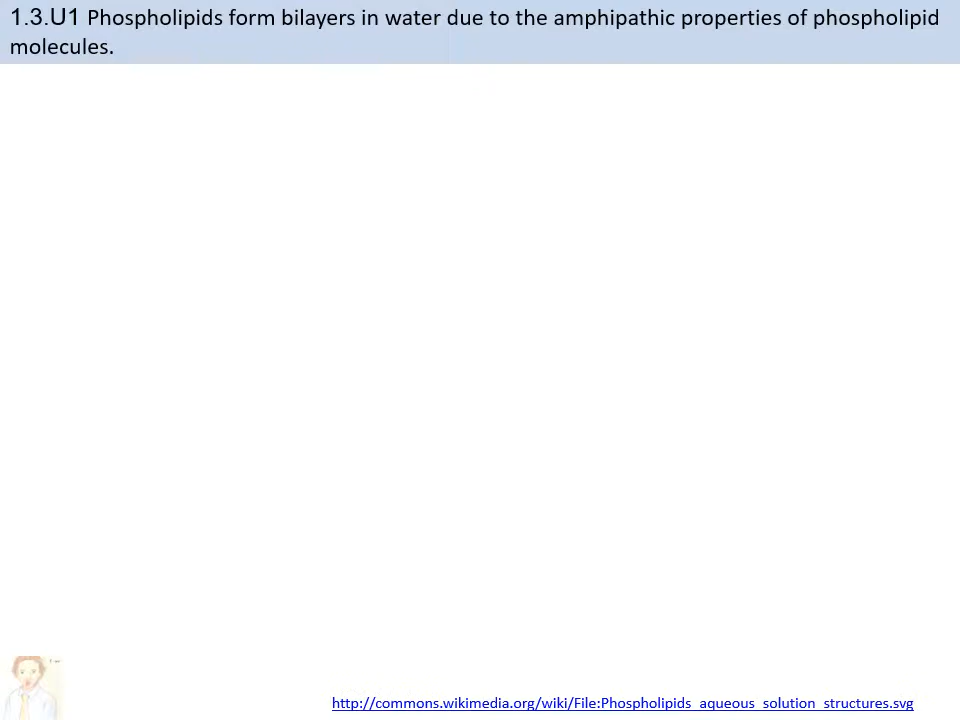 1.3.U1 Phospholipids form bilayers in water due to the amphipathic properties of phospholipid
molecules.
http://commons.wikimedia.org/wiki/File:Phospholipids_aqueous_solution_structures.svg